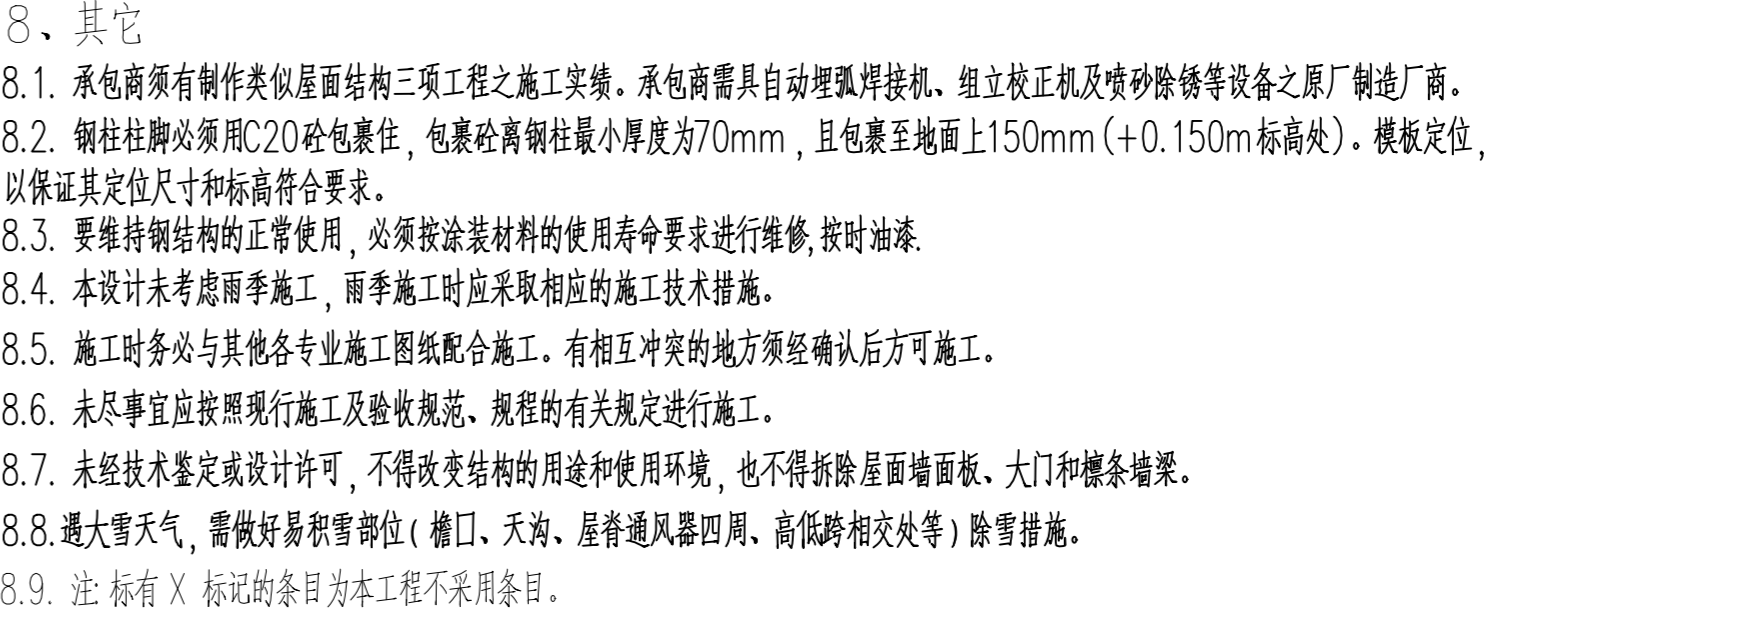 8、其它
8.1. 承包商须有制作类似屋面结构三项工程之施工实绩。承包商需具自动埋弧焊接机、组立校正机及喷砂除锈等设备之原厂制造厂商。
8.2. 钢柱柱脚必须用C20砼包裹住, 包裹砼离钢柱最小厚度为70mm , 且包裹至地面上150mm(+0.150m标高处)。模板定位,
以保证其定位尺寸和标高符合要求。
8.3. 要维持钢结构的正常使用, 必须按涂装材料的使用寿命要求进行维修,按时油漆.
8.4. 本设计未考虑雨季施工, 雨季施工时应采取相应的施工技术措施。
8.5. 施工时务必与其他各专业施工图纸配合施工。有相互冲突的地方须经确认后方可施工。
8.6. 未尽事宜应按照现行施工及验收规范、规程的有关规定进行施工。
8.7. 未经技术鉴定或设计许可, 不得改变结构的用途和使用环境, 也不得拆除屋面墙面板、大门和檩条墙梁。
8.8.遇大雪天气, 需做好易积雪部位( 檐口、天沟、屋脊通风器四周、高低跨相交处等) 除雪措施。
8.9. 注: 标有 X 标记的条目为本工程不采用条目。